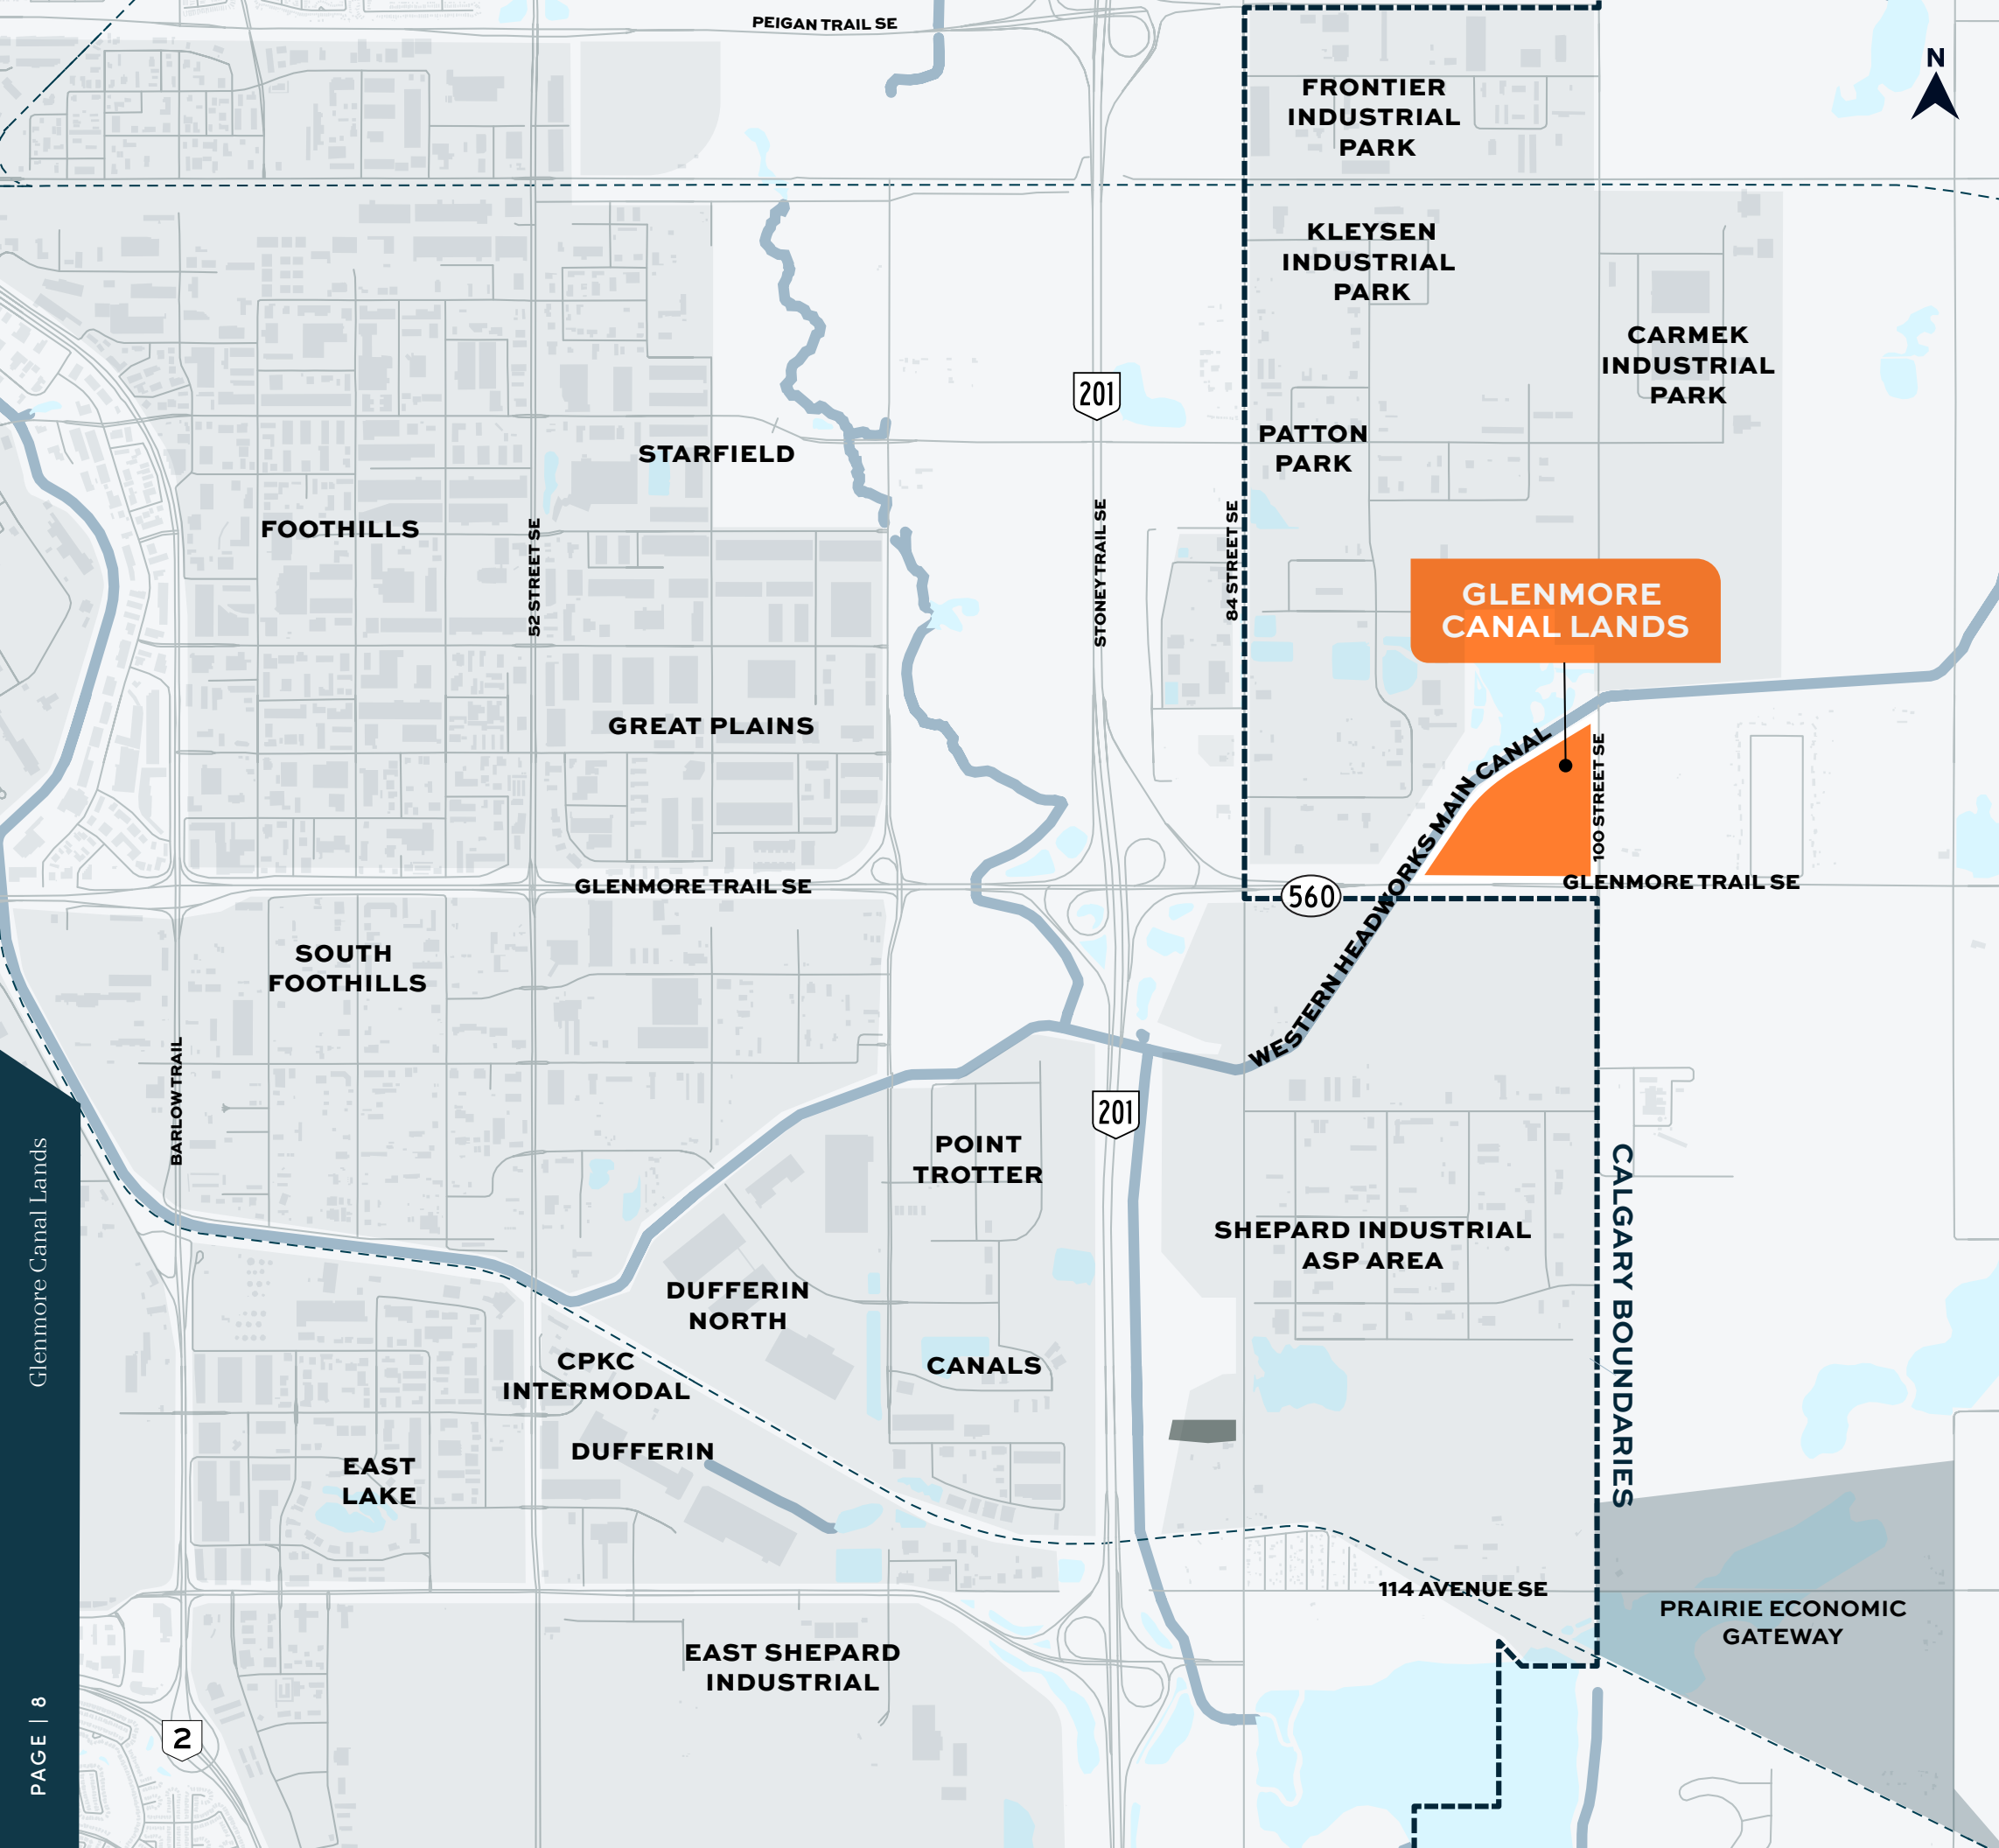 PEIGAN TRAIL SE
N
FRONTIER
INDUSTRIAL
PARK
KLEYSEN
INDUSTRIAL
PARK
CARMEK
INDUSTRIAL
PARK
201
PATTON
PARK
STARFIELD
FOOTHILLS
52 STREET SE
STONEY TRAIL SE
84 STREET SE
GLENMORE
CANAL LANDS
GREAT PLAINS
WESTERN HEADWORKS MAIN CANAL
100 STREET SE
GLENMORE TRAIL SE
GLENMORE TRAIL SE
560
SOUTH
FOOTHILLS
BARLOW TRAIL
201
POINT
TROTTER
SHEPARD INDUSTRIAL
ASP AREA
CALGARY BOUNDARIES
DUFFERIN
NORTH
CPKC
INTERMODAL
CANALS
DUFFERIN
EAST
LAKE
114 AVENUE SE
PRAIRIE ECONOMIC
GATEWAY
EAST SHEPARD
INDUSTRIAL
2
Glenmore Canal Lands
PAGE | 8